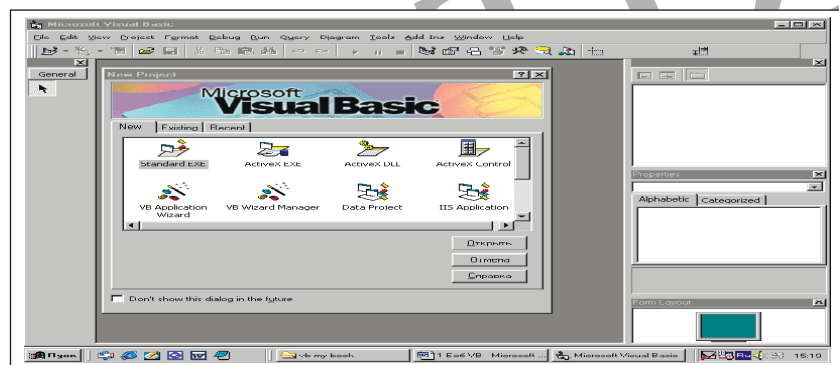 Microsoft Visual Basic
File Edit View Project Format Debug Run Query Diagram Tools Add-Ins Window Help
General
New Project
Microsoft
Visual Basic
New Existing Recent
Standard EXE ActiveX EXE ActiveX DLL ActiveX Control
VB Application Wizard VB Wizard Manager Data Project IIS Application
Открыть
Отмена
Справка
Don't show this dialog in the future
Properties
Alphabetic Categorized
Form Layout
Пуск vb my book Microsoft ... Microsoft Visual Basic Ru 15:10